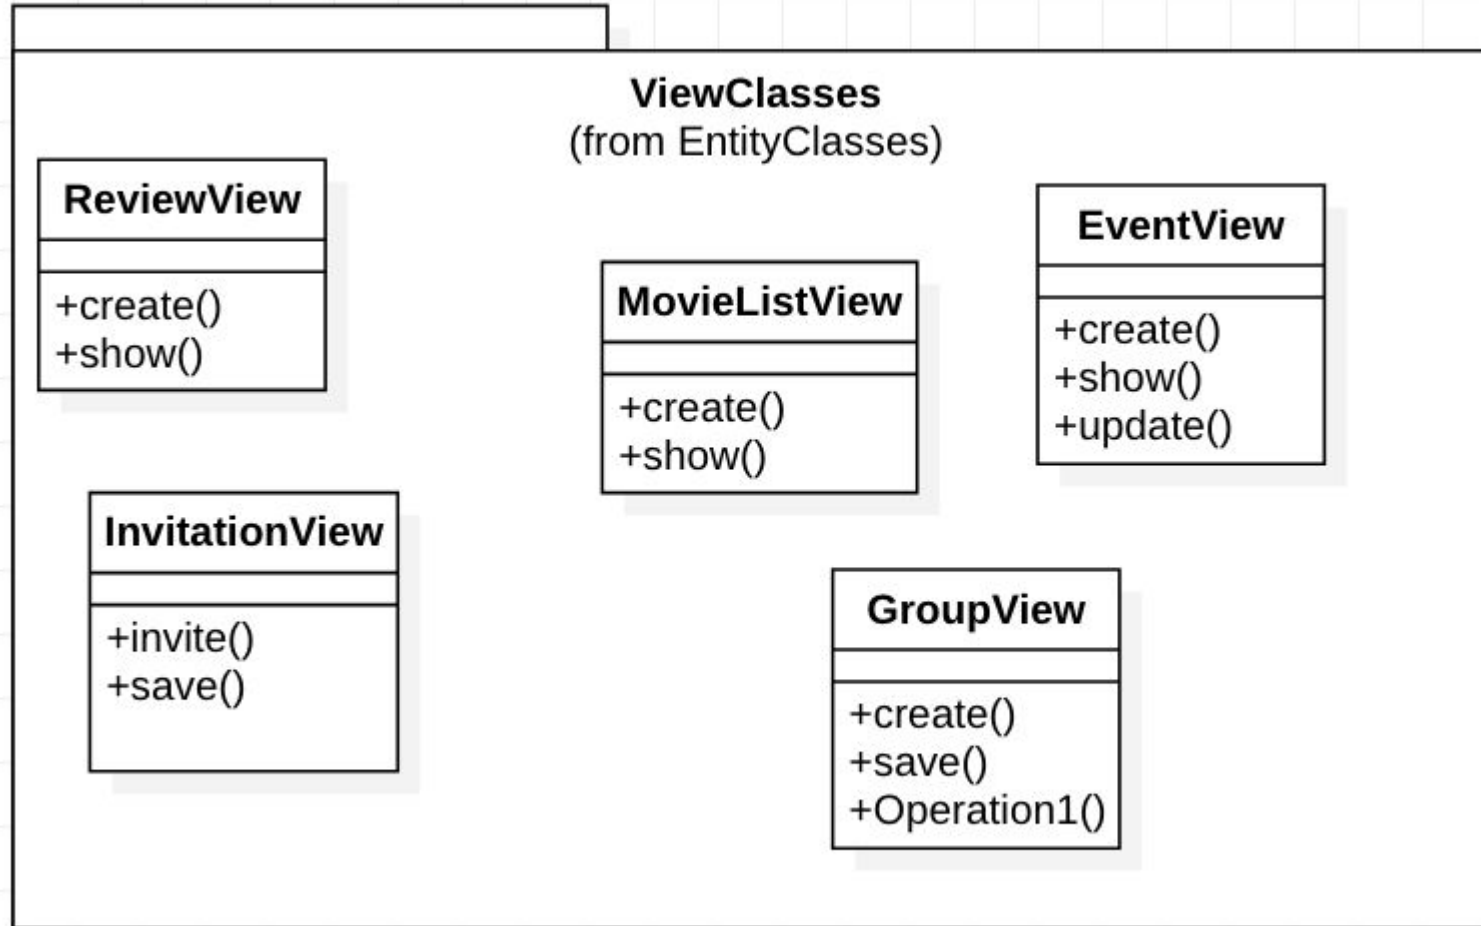 ViewClasses
(from EntityClasses)
ReviewView
+create()
+show()
MovieListView
+create()
+show()
EventView
+create()
+show()
+update()
InvitationView
+invite()
+save()
GroupView
+create()
+save()
+Operation1()